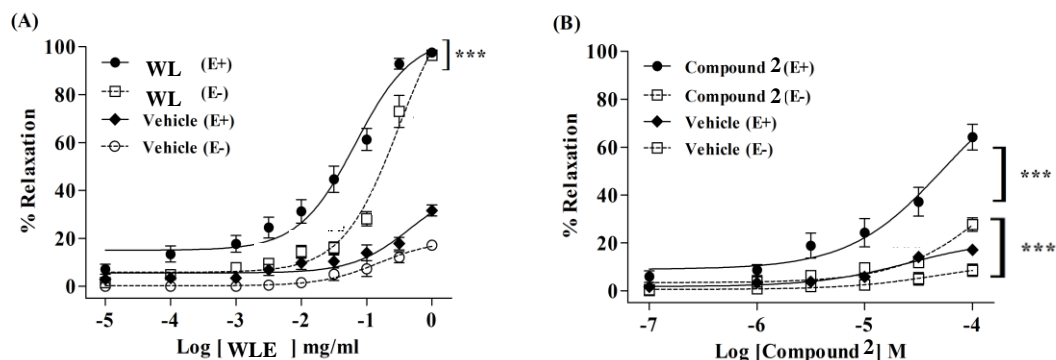 (A)
% Relaxation
100
80
60
40
20
0
WL (E+)
WL (E-)
Vehicle (E+)
Vehicle (E-)
***
-5 -4 -3 -2 -1 0
Log [ WLE ] mg/ml
(B)
% Relaxation
100
80
60
40
20
0
Compound 2 (E+)
Compound 2 (E-)
Vehicle (E+)
Vehicle (E-)
***
***
-7 -6 -5 -4
Log [Compound 2] M